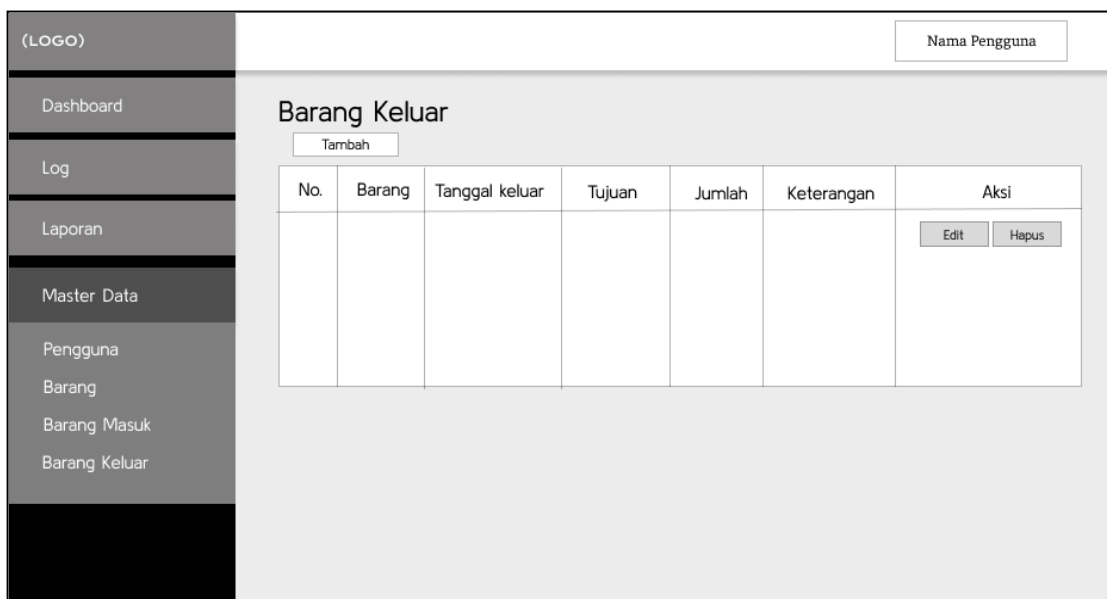 (LOGO)
Nama Pengguna
Dashboard
Log
Laporan
Master Data
Pengguna
Barang
Barang Masuk
Barang Keluar
Barang Keluar
Tambah
No. Barang Tanggal keluar Tujuan Jumlah Keterangan Aksi
Edit Hapus